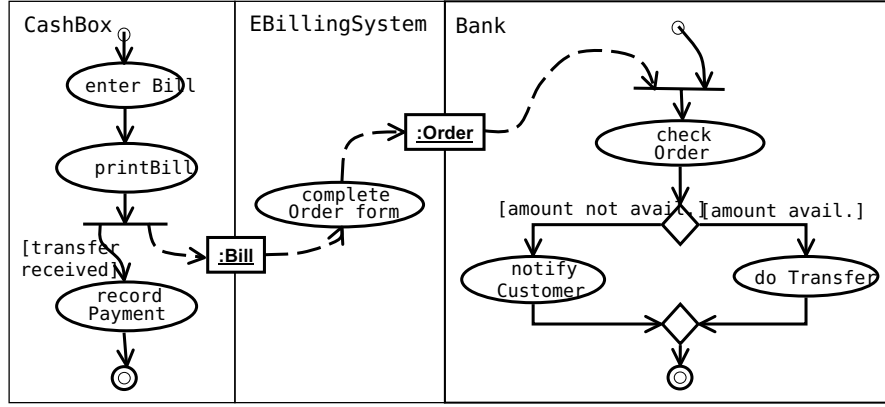 CashBox
EBillingSystem
Bank
enter Bill
printBill
[transfer
received]
record
Payment
:Bill
complete
Order form
:Order
check
Order
[amount not avail.]
[amount avail.]
notify
Customer
do Transfer